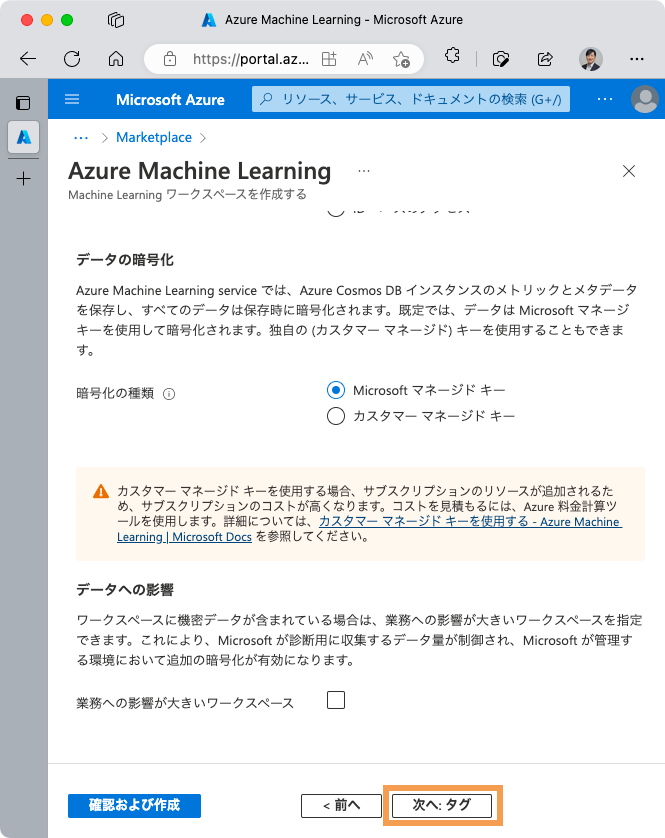 Azure Machine Learning - Microsoft Azure
https://portal.az...
Microsoft Azure
リソース、サービス、ドキュメントの検索 (G+/)
...
... > Marketplace >
Azure Machine Learning ...
Machine Learning ワークスペースを作成する
データの暗号化
Azure Machine Learning service では、Azure Cosmos DB インスタンスのメトリックとメタデータ
を保存し、すべてのデータは保存時に暗号化されます。既定では、データは Microsoft マネージド
キーを使用して暗号化されます。独自の (カスタマー マネージド) キーを使用することもできま
す。
暗号化の種類
Microsoft マネージド キー
カスタマー マネージド キー
カスタマー マネージド キーを使用する場合、サブスクリプションのリソースが追加されるた
め、サブスクリプションのコストが高くなります。コストを見積もるには、Azure 料金計算ツ
ールを使用します。詳細については、カスタマー マネージド キーを使用する - Azure Machine
Learning | Microsoft Docs を参照してください。
データへの影響
ワークスペースに機密データが含まれている場合は、業務への影響が大きいワークスペースを指定
できます。これにより、Microsoft が診断用に収集するデータ量が制御され、Microsoft が管理す
る環境において追加の暗号化が有効になります。
業務への影響が大きいワークスペース
確認および作成
< 前へ
次へ: タグ